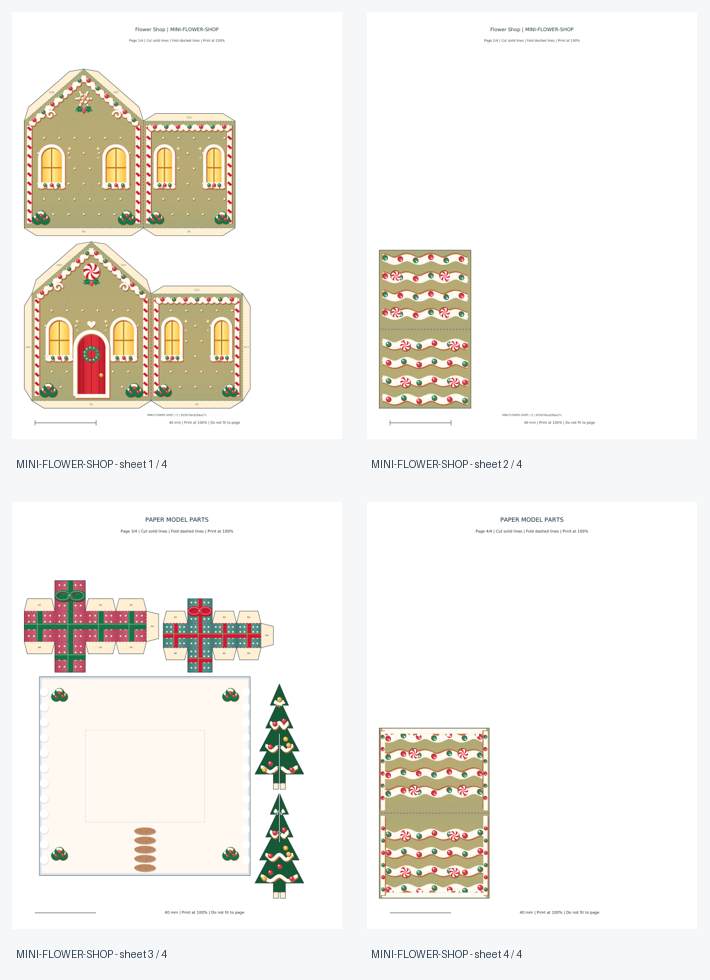 Flower Shop | MINI-FLOWER-SHOP
Page 1/4 | Cut solid lines | Fold dashed lines | Print at 100%
40 mm | Print at 100% | Do not fit to page
MINI-FLOWER-SHOP - sheet 1 / 4
Flower Shop | MINI-FLOWER-SHOP
Page 2/4 | Cut solid lines | Fold dashed lines | Print at 100%
40 mm | Print at 100% | Do not fit to page
MINI-FLOWER-SHOP - sheet 2 / 4
PAPER MODEL PARTS
Page 3/4 | Cut solid lines | Fold dashed lines | Print at 100%
40 mm | Print at 100% | Do not fit to page
MINI-FLOWER-SHOP - sheet 3 / 4
PAPER MODEL PARTS
Page 4/4 | Cut solid lines | Fold dashed lines | Print at 100%
40 mm | Print at 100% | Do not fit to page
MINI-FLOWER-SHOP - sheet 4 / 4